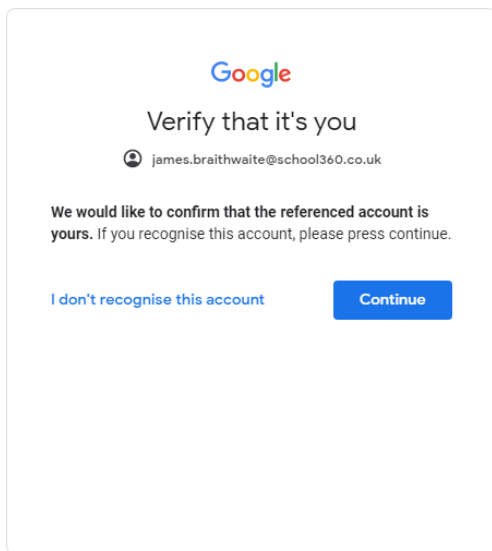 Google
Verify that it's you
james.braithwaite@school360.co.uk
We would like to confirm that the referenced account is
yours. If you recognise this account, please press continue.
I don't recognise this account
Continue